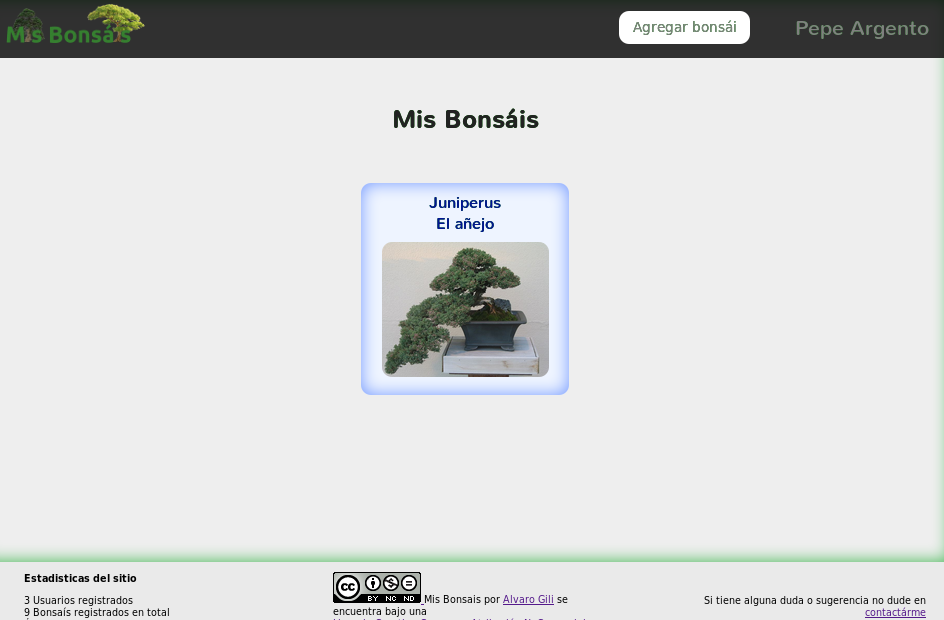 Mis Bonsáis
Agregar bonsái
Pepe Argento
Mis Bonsáis
Juniperus
El añejo
Estadisticas del sitio
3 Usuarios registrados
9 Bonsaís registrados en total
cc BY NC ND
Mis Bonsais por Alvaro Gili se
encuentra bajo una
Si tiene alguna duda o sugerencia no dude en
contactárme